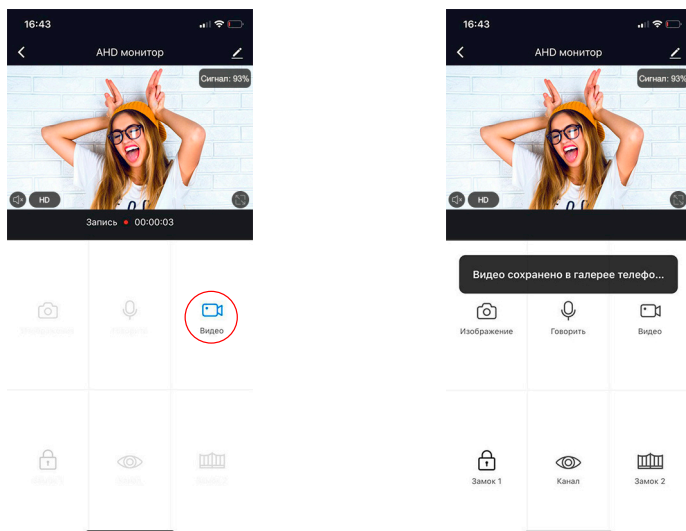 16:43
AHD монитор
Сигнал: 93%
HD
Запись • 00:00:03
Видео
16:43
AHD монитор
Сигнал: 93%
HD
Видео сохранено в галерее телефо...
Изображение
Говорить
Видео
Замок 1
Канал
Замок 2